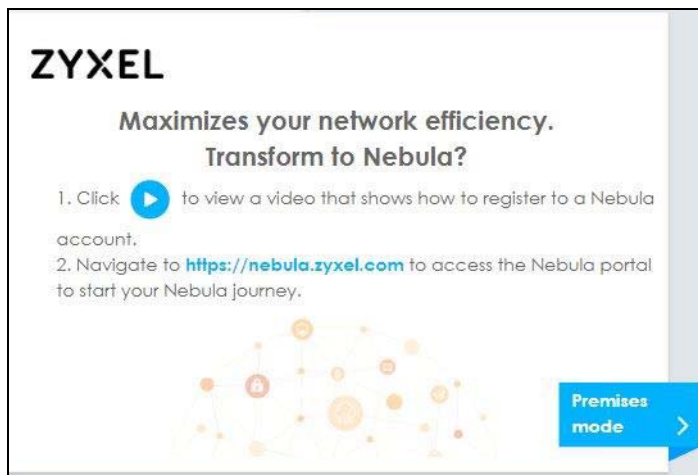 ZYXEL
Maximizes your network efficiency.
Transform to Nebula?
1. Click to view a video that shows how to register to a Nebula
account.
2. Navigate to https://nebula.zyxel.com to access the Nebula portal
to start your Nebula journey.
Premises
mode